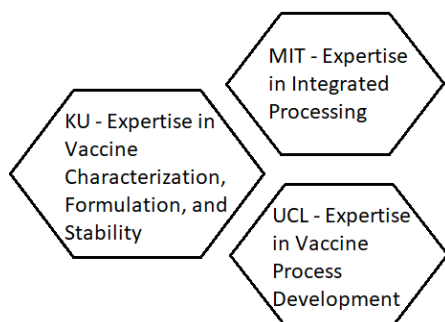 MIT - Expertise
in Integrated
Processing
KU - Expertise in
Vaccine
Characterization,
Formulation, and
Stability
UCL - Expertise
in Vaccine
Process
Development